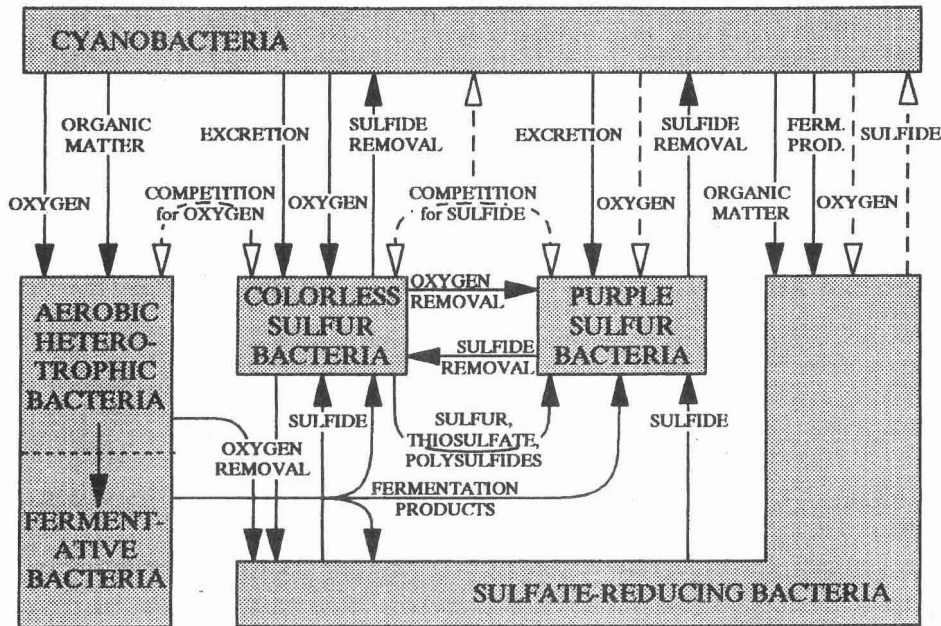 CYANOBACTERIA
ORGANIC
MATTER
EXCRETION
SULFIDE
REMOVAL
EXCRETION
SULFIDE
REMOVAL
FERM.
PROD.
SULFIDE
OXYGEN
COMPETITION
for OXYGEN
OXYGEN
COMPETITION
for SULFIDE
OXYGEN
ORGANIC
MATTER
OXYGEN
AEROBIC
HETERO-
TROPHIC
BACTERIA
COLORLESS
SULFUR
BACTERIA
OXYGEN
REMOVAL
SULFIDE
REMOVAL
PURPLE
SULFUR
BACTERIA
OXYGEN
REMOVAL
SULFIDE
SULFUR,
THIOSULFATE,
POLYSULFIDES
SULFIDE
FERMENTATION
PRODUCTS
FERMENT-
ATIVE
BACTERIA
SULFATE-REDUCING BACTERIA